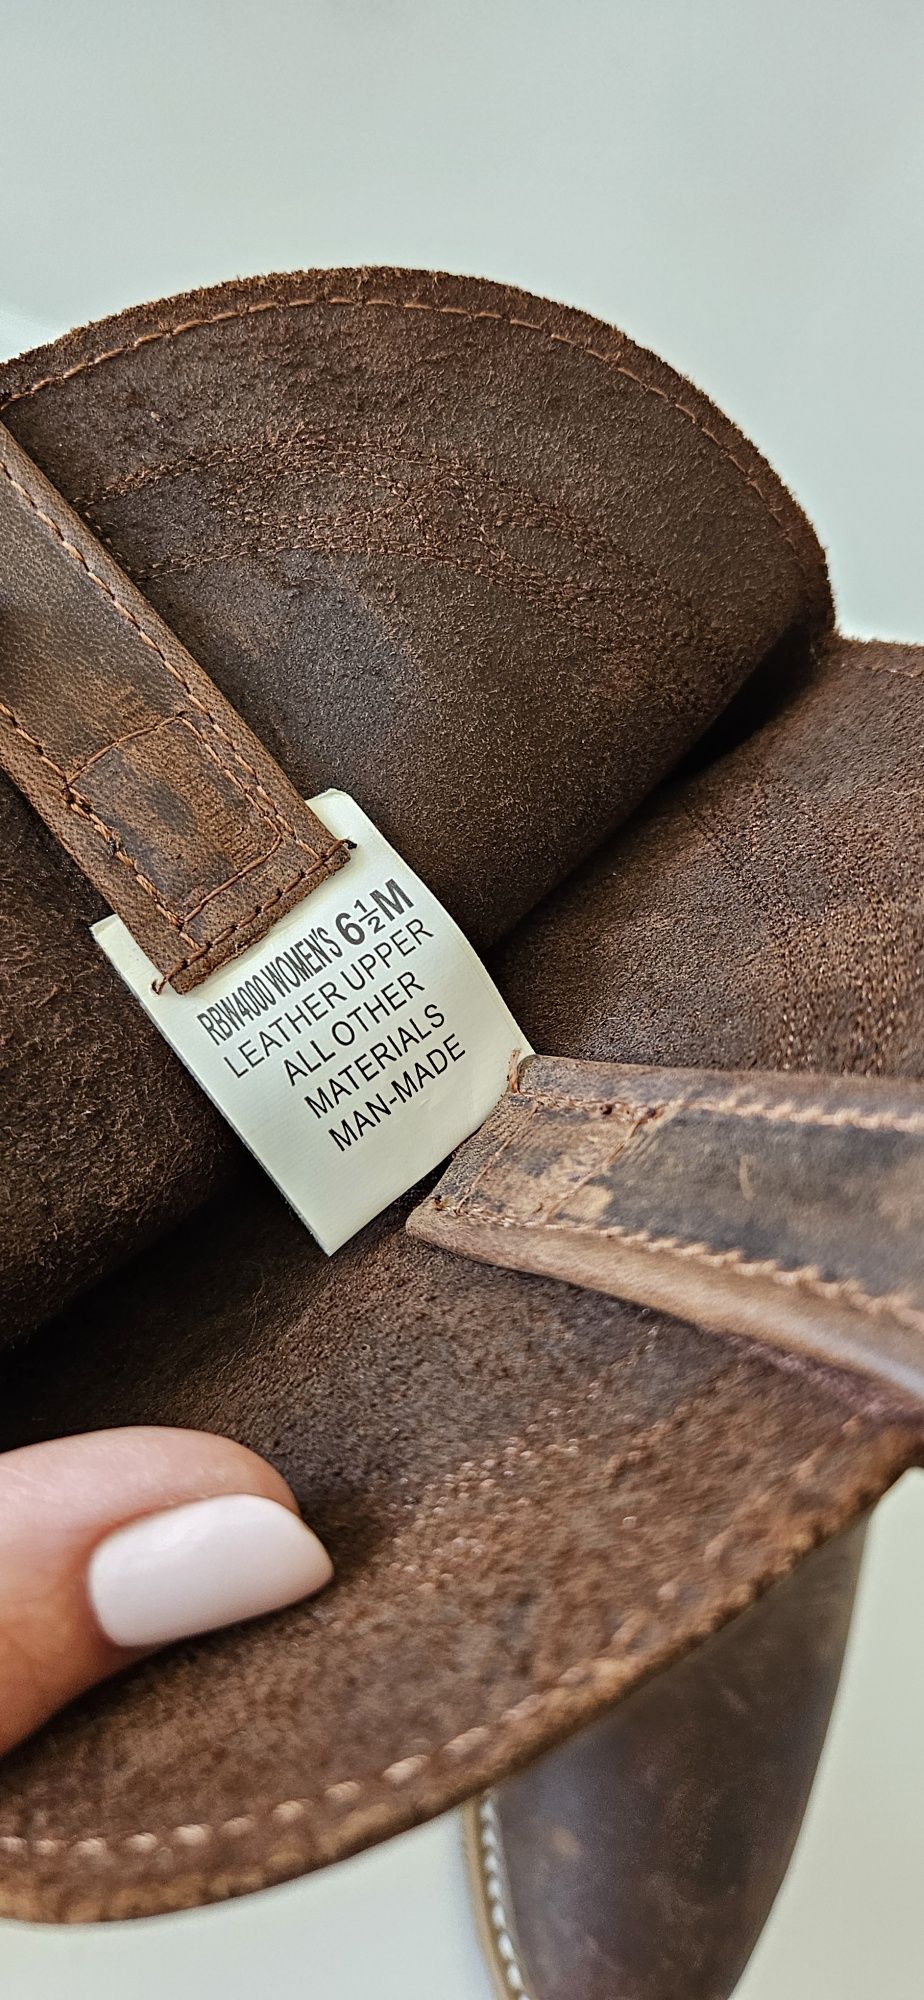 RBW4000 WOMEN'S 6½M
LEATHER UPPER
ALL OTHER
MATERIALS
MAN-MADE